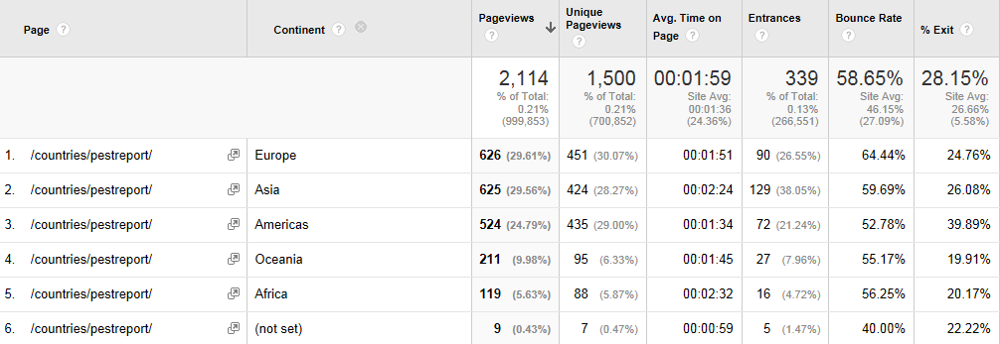 Page ? Continent ? Pageviews ? Unique Pageviews ? Avg. Time on Page ? Entrances ? Bounce Rate ? % Exit ?
2,114 1,500 00:01:59 339 58.65% 28.15%
% of Total: % of Total: Site Avg: % of Total: Site Avg: Site Avg:
0.21% 0.21% 00:01:36 0.13% 46.15% 26.66%
(999,853) (700,852) (24.36%) (266,551) (27.09%) (5.58%)
1. /countries/pestreport/ Europe 626 (29.61%) 451 (30.07%) 00:01:51 90 (26.55%) 64.44% 24.76%
2. /countries/pestreport/ Asia 625 (29.56%) 424 (28.27%) 00:02:24 129 (38.05%) 59.69% 26.08%
3. /countries/pestreport/ Americas 524 (24.79%) 435 (29.00%) 00:01:34 72 (21.24%) 52.78% 39.89%
4. /countries/pestreport/ Oceania 211 (9.98%) 95 (6.33%) 00:01:45 27 (7.96%) 55.17% 19.91%
5. /countries/pestreport/ Africa 119 (5.63%) 88 (5.87%) 00:02:32 16 (4.72%) 56.25% 20.17%
6. /countries/pestreport/ (not set) 9 (0.43%) 7 (0.47%) 00:00:59 5 (1.47%) 40.00% 22.22%